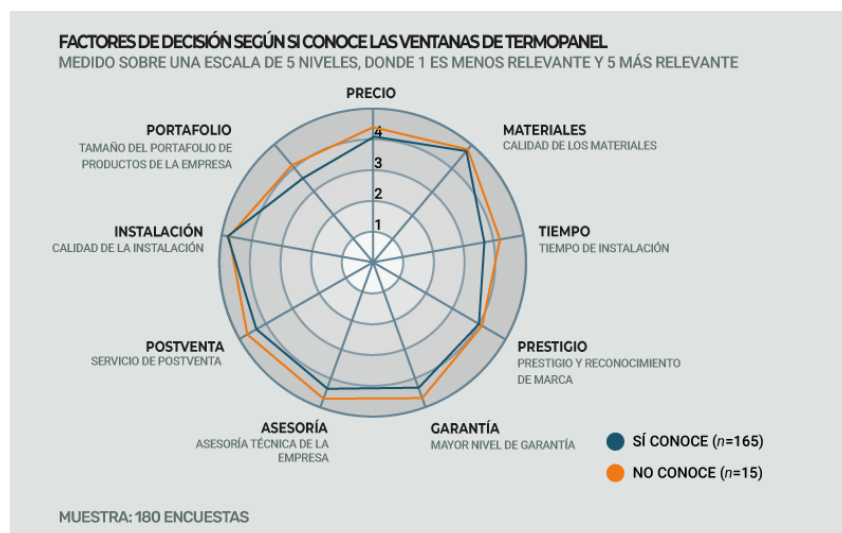 FACTORES DE DECISIÓN SEGÚN SI CONOCE LAS VENTANAS DE TERMOPANEL
MEDIDO SOBRE UNA ESCALA DE 5 NIVELES, DONDE 1 ES MENOS RELEVANTE Y 5 MÁS RELEVANTE
PRECIO
PORTAFOLIO
TAMAÑO DEL PORTAFOLIO DE
PRODUCTOS DE LA EMPRESA
MATERIALES
CALIDAD DE LOS MATERIALES
4
3
2
1
INSTALACIÓN
CALIDAD DE LA INSTALACIÓN
TIEMPO
TIEMPO DE INSTALACIÓN
POSTVENTA
SERVICIO DE POSTVENTA
PRESTIGIO
PRESTIGIO Y RECONOCIMIENTO
DE MARCA
ASESORÍA
ASESORÍA TÉCNICA DE LA
EMPRESA
GARANTÍA
MAYOR NIVEL DE GARANTÍA
SÍ CONOCE (n=165)
NO CONOCE (n=15)
MUESTRA: 180 ENCUESTAS